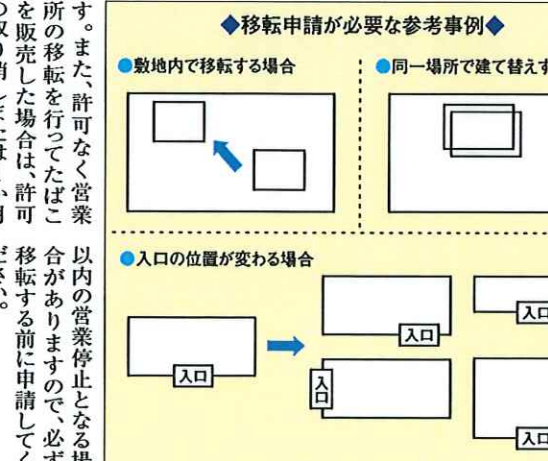 す。また、許可なく営業
所の移転を行ってたばこ
を販売した場合は、許可
以内の営業停止となる場
合がありますので、必ず
移転する前に申請してく
ださい。
◆移転申請が必要な参考事例◆
●敷地内で移転する場合
●同一場所で建て替えす
●入口の位置が変わる場合
入口
入口
入口
入口
入口